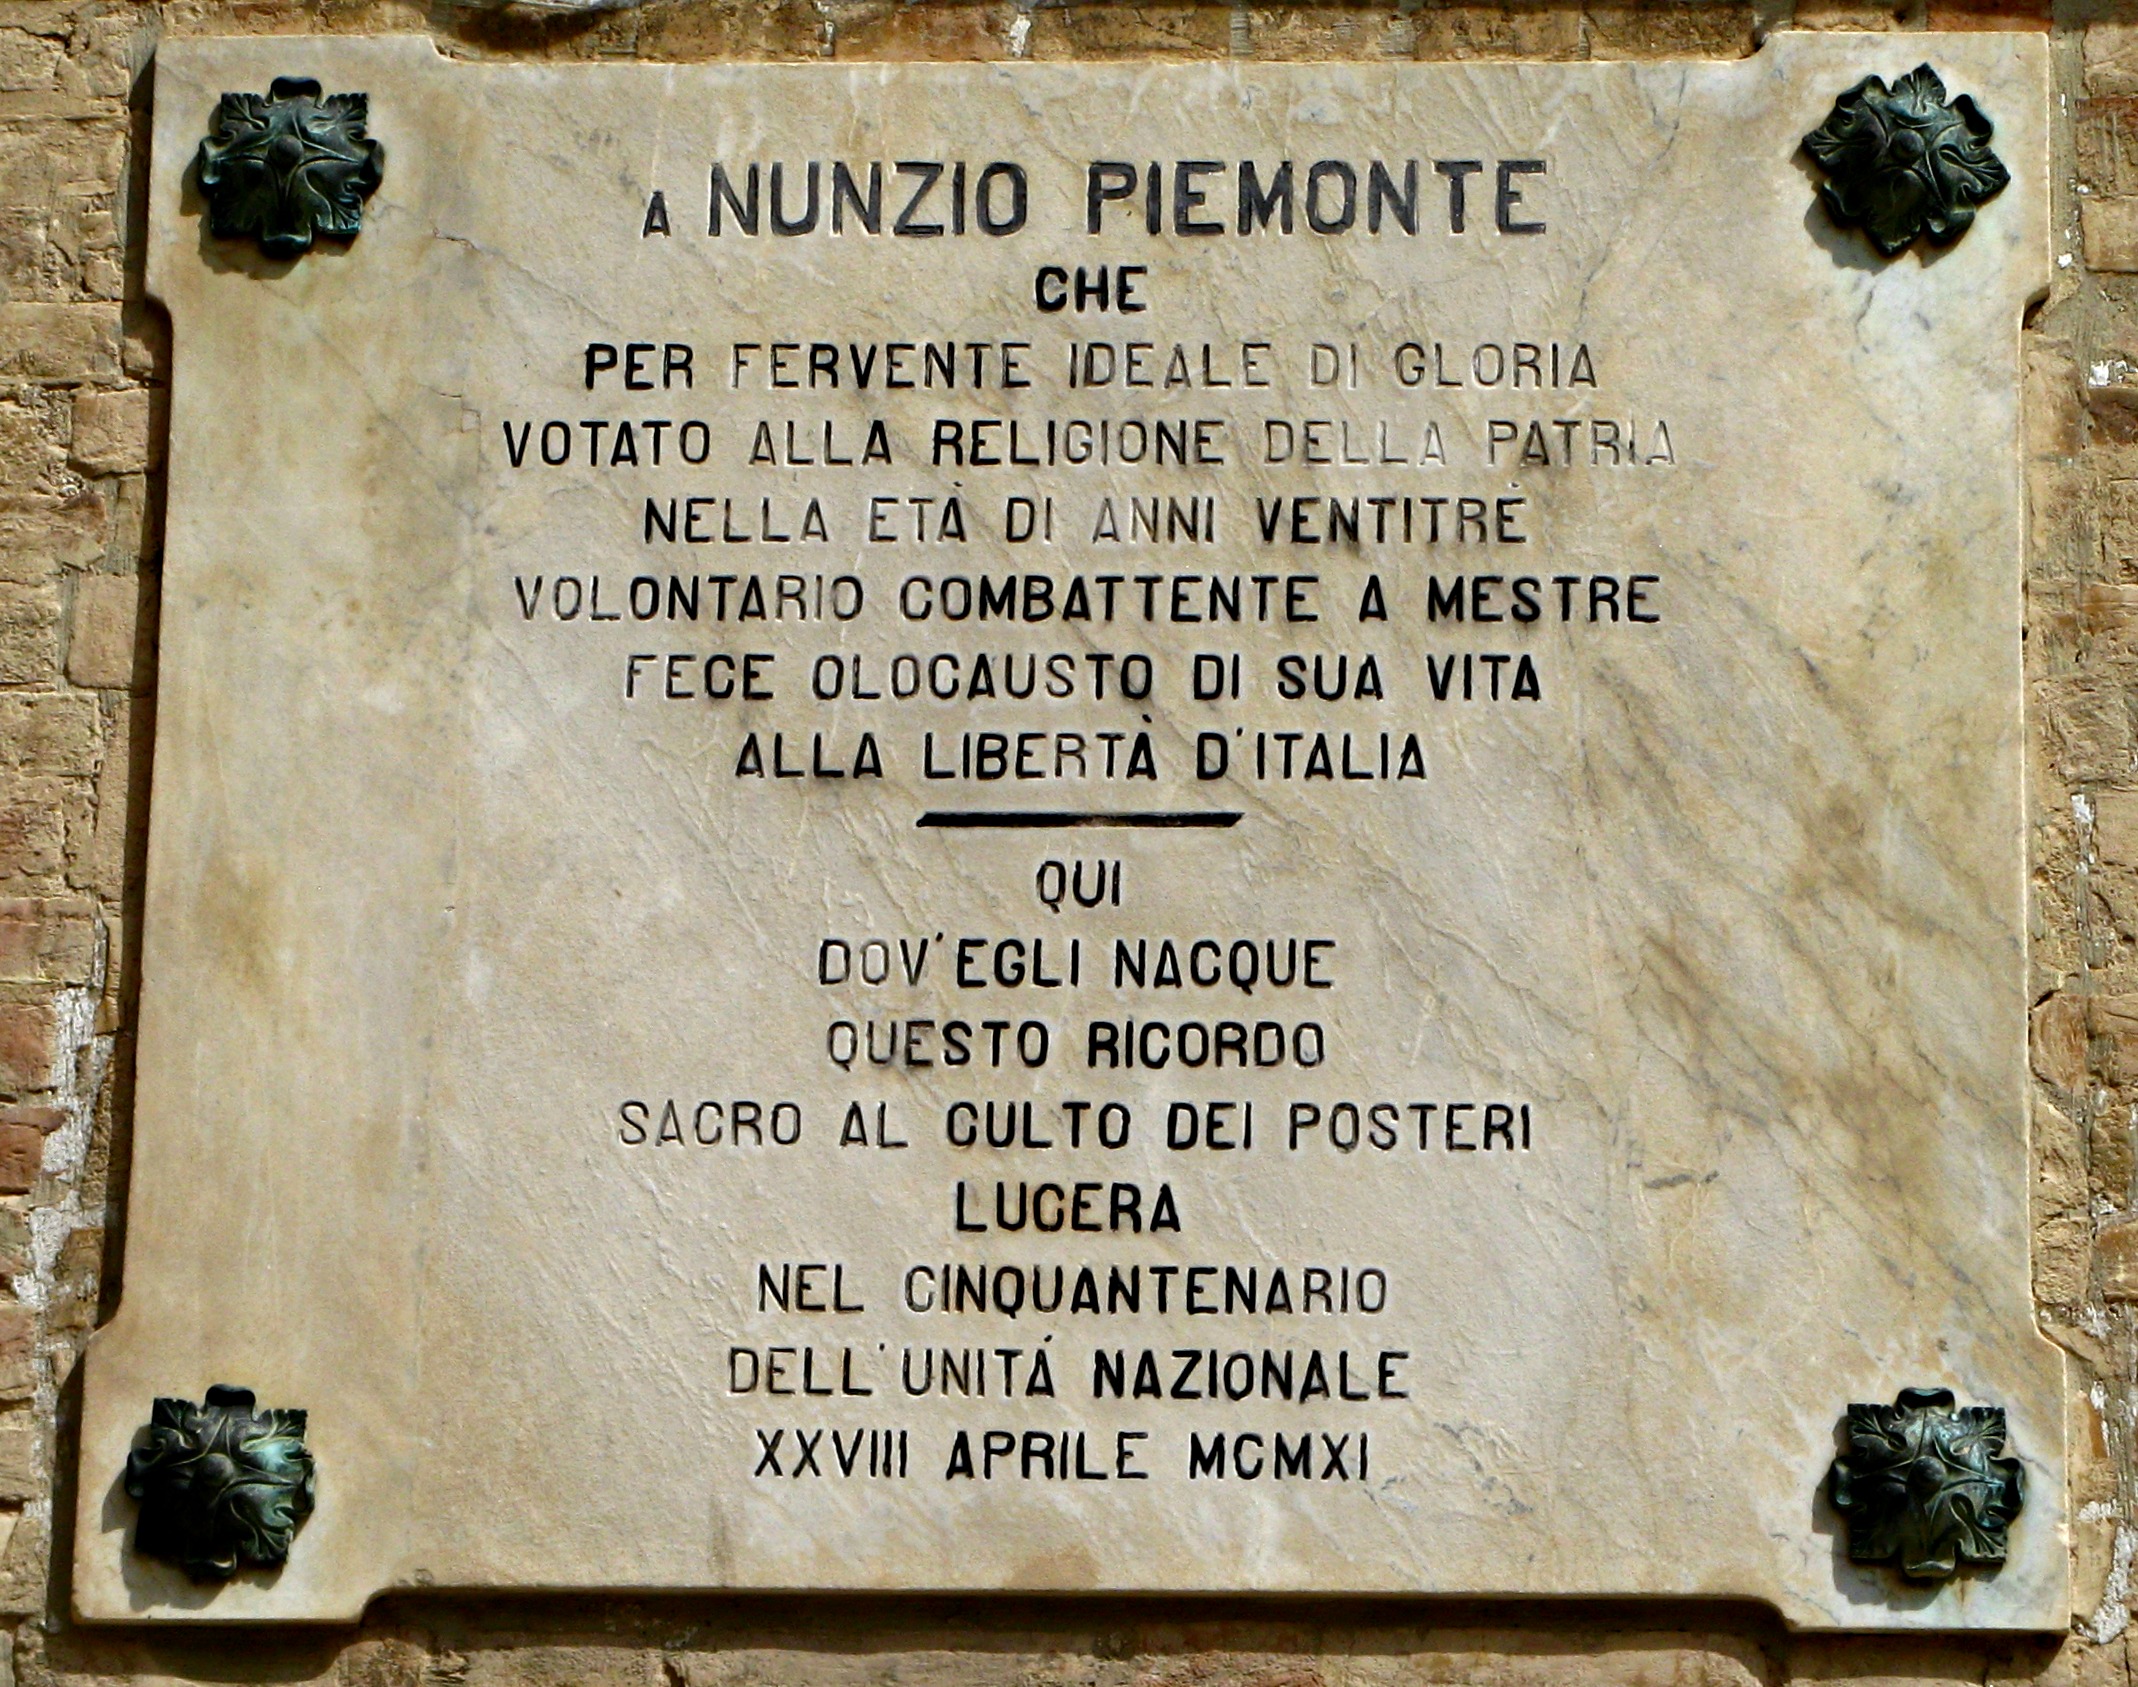 A NUNZIO PIEMONTE
CHE
PER FERVENTE IDEALE DI GLORIA
VOTATO ALLA RELIGIONE DELLA PATRIA
NELLA ETÀ DI ANNI VENTITRÉ
VOLONTARIO COMBATTENTE A MESTRE
FECE OLOCAUSTO DI SUA VITA
ALLA LIBERTÀ D'ITALIA
QUI
DOV'EGLI NACQUE
QUESTO RICORDO
SACRO AL CULTO DEI POSTERI
LUCERA
NEL CINQUANTENARIO
DELL'UNITÁ NAZIONALE
XXVIII APRILE MCMXI